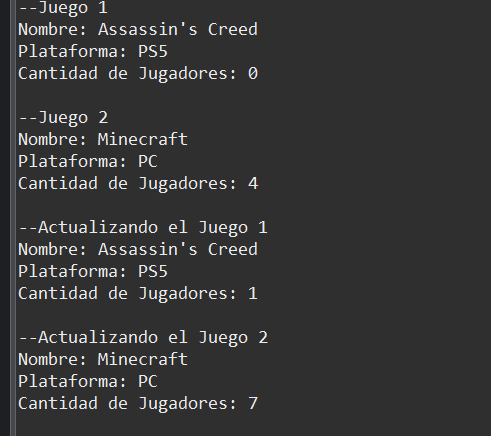 --Juego 1
Nombre: Assassin's Creed
Plataforma: PS5
Cantidad de Jugadores: 0
--Juego 2
Nombre: Minecraft
Plataforma: PC
Cantidad de Jugadores: 4
--Actualizando el Juego 1
Nombre: Assassin's Creed
Plataforma: PS5
Cantidad de Jugadores: 1
--Actualizando el Juego 2
Nombre: Minecraft
Plataforma: PC
Cantidad de Jugadores: 7